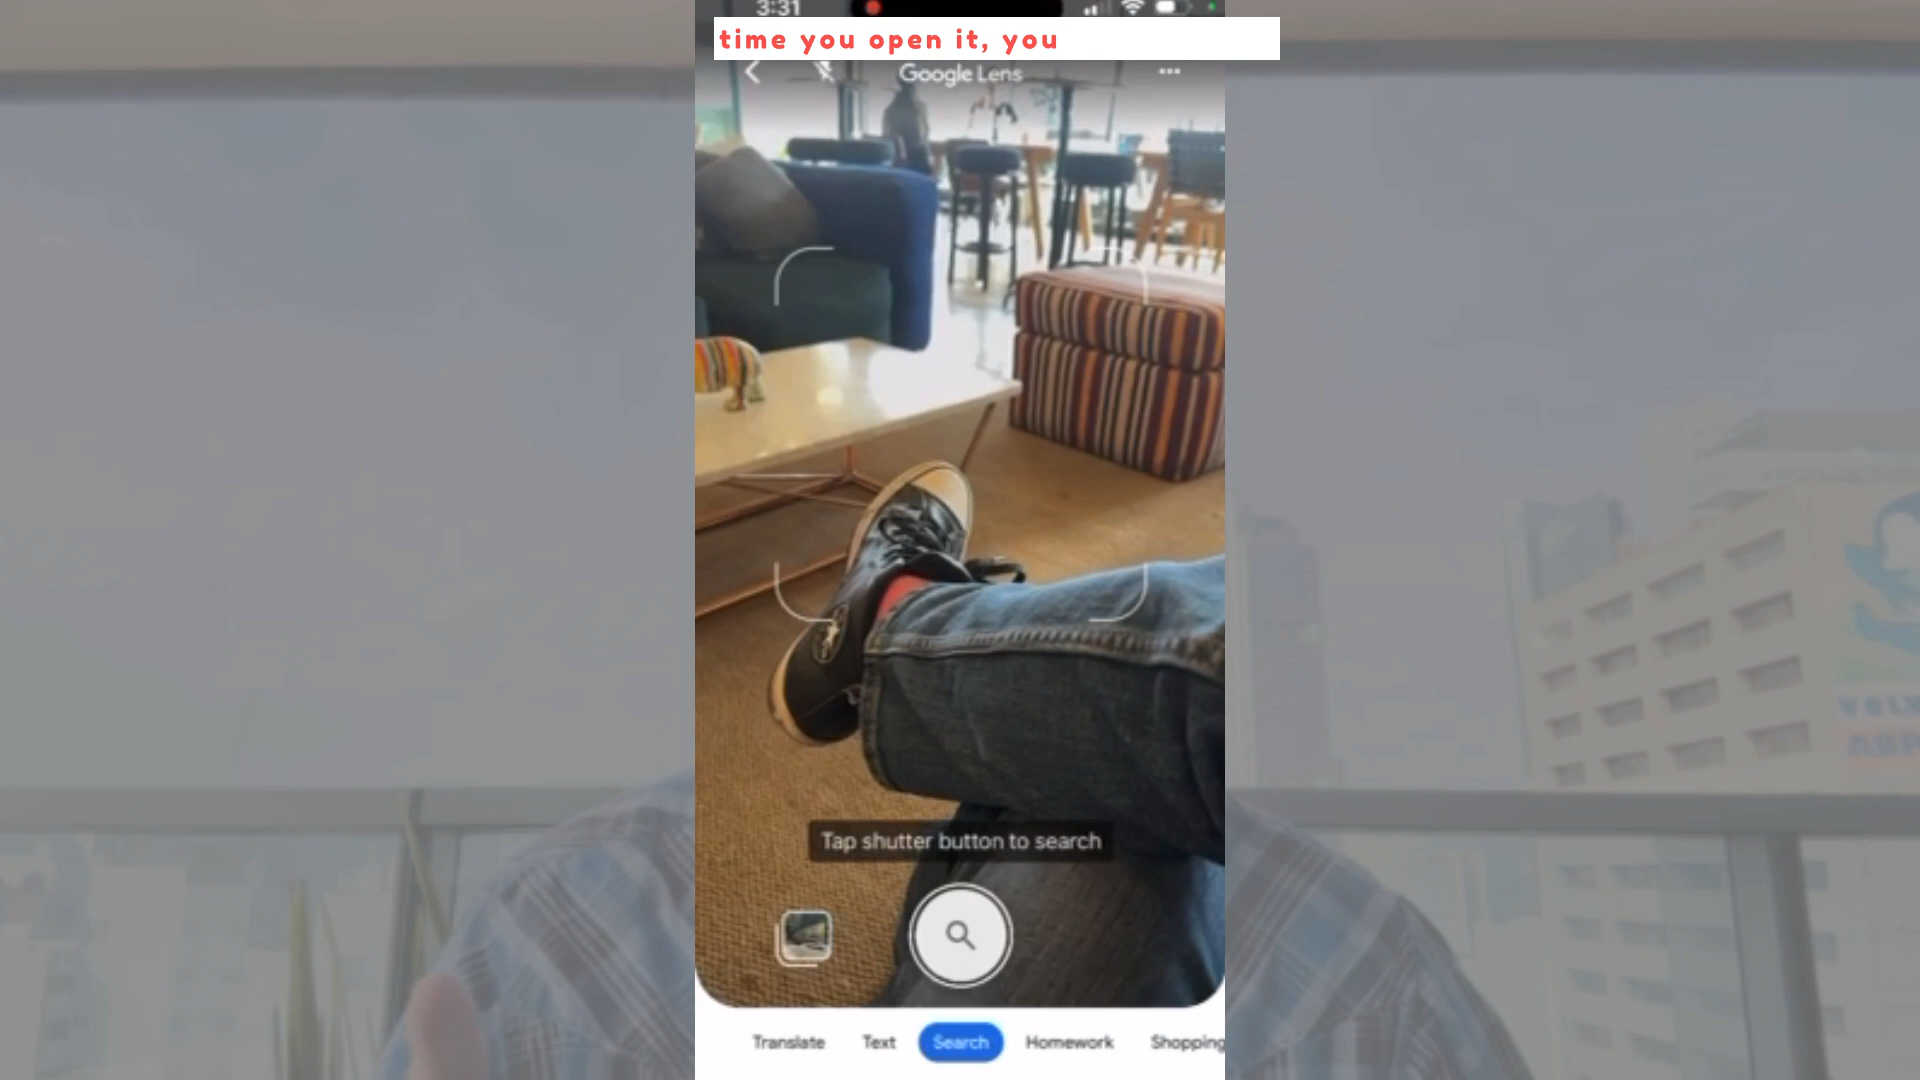 3:31
time you open it, you
Google Lens
Tap shutter button to search
Translate Text Search Homework Shopping